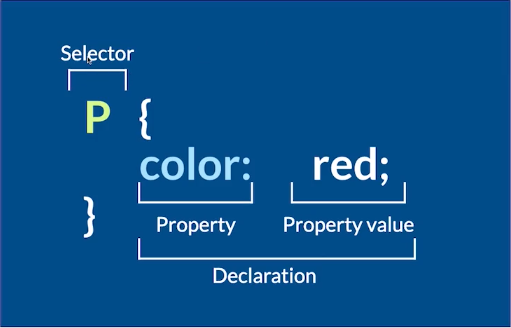 Selector
P {
color: red;
}
Property Property value
Declaration